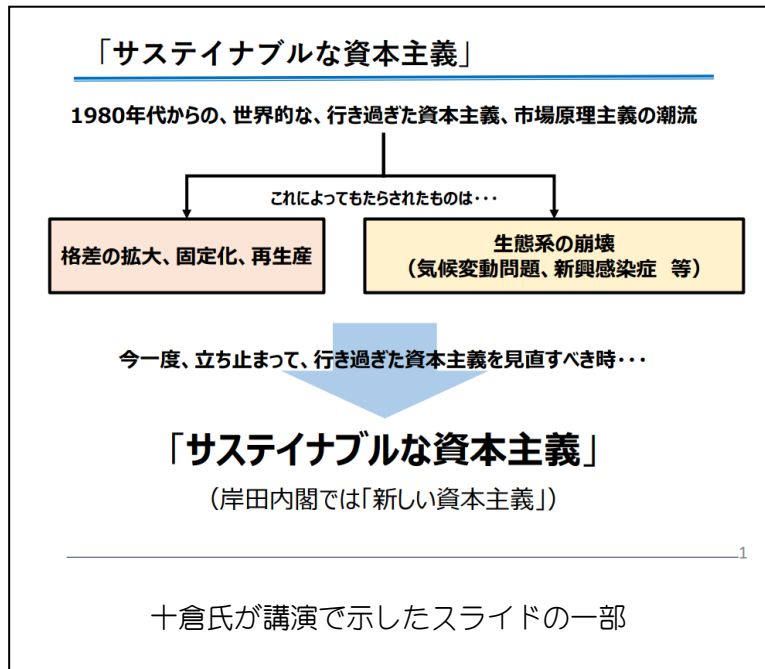 「サステイナブルな資本主義」
1980年代からの、世界的な、行き過ぎた資本主義、市場原理主義の潮流
これによってもたらされたものは・・・
格差の拡大、固定化、再生産
生態系の崩壊
（気候変動問題、新興感染症 等）
今一度、立ち止まって、行き過ぎた資本主義を見直すべき時・・・
「サステイナブルな資本主義」
（岸田内閣では「新しい資本主義」）
1
十倉氏が講演で示したスライドの一部